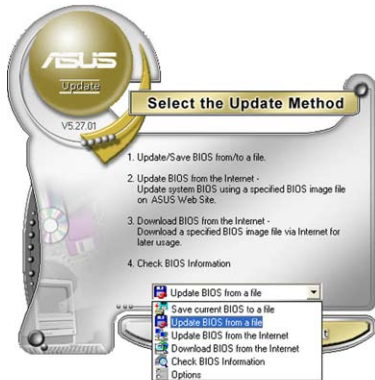 ASUS
Update
V5.27.01
Select the Update Method
1. Update/Save BIOS from/to a file.
2. Update BIOS from the Internet -
Update system BIOS using a specified BIOS image file
on ASUS Web Site.
3. Download BIOS from the Internet -
Download a specified BIOS image file via Internet for
later usage.
4. Check BIOS Information
Update BIOS from a file
Save current BIOS to a file
Update BIOS from a file
Update BIOS from the Internet
Download BIOS from the Internet
Check BIOS Information
Options